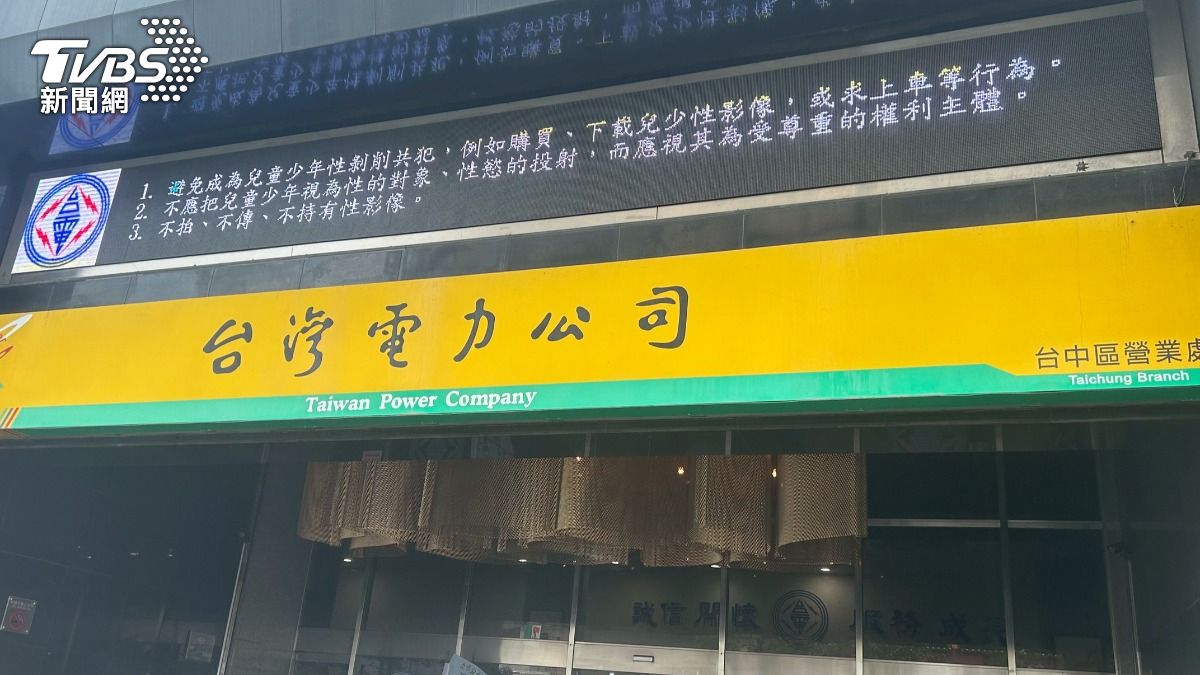 TVBS
新聞網
1. 避免成為兒童少年性剝削共犯，例如購買、下載兒少性影像，或求上車等行為。
2. 不應把兒童少年視為性的對象、性慾的投射，而應視其為受尊重的權利主體。
3. 不拍、不傳、不持有性影像。
台電
台灣電力公司
Taiwan Power Company
台中區營業處
Taichung Branch
誠信 關懷 服務